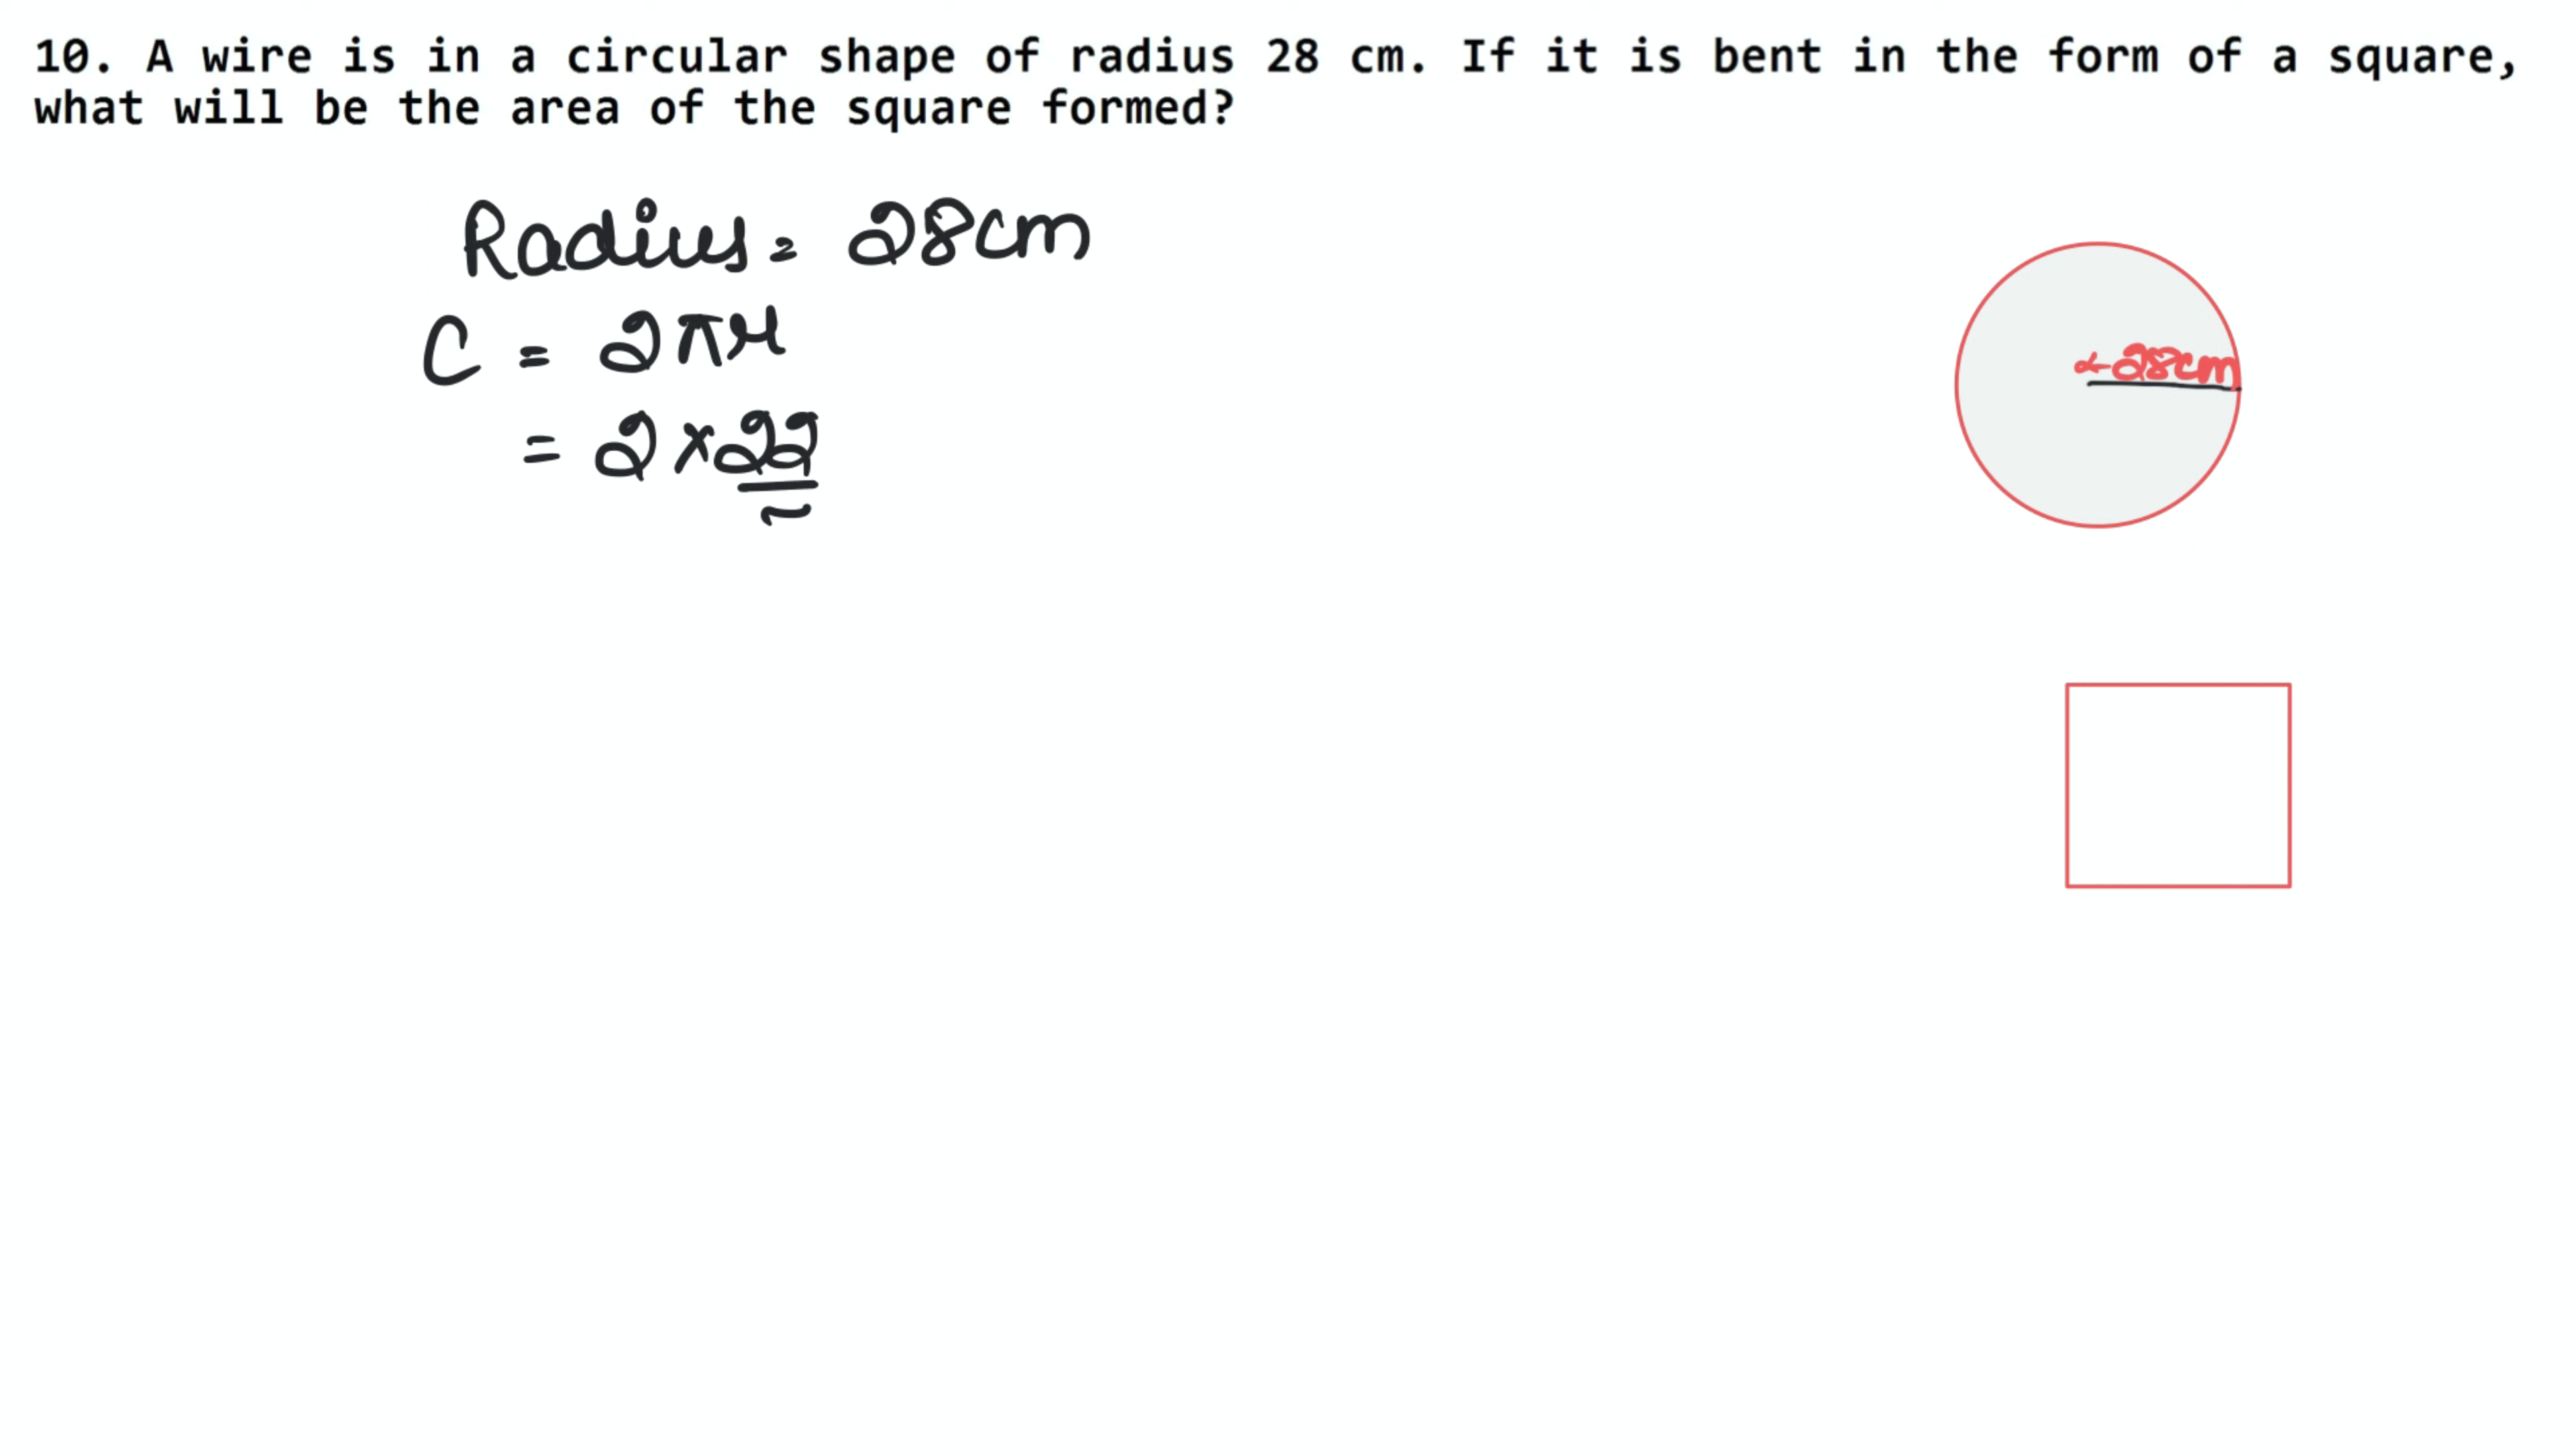 10. A wire is in a circular shape of radius 28 cm. If it is bent in the form of a square,
what will be the area of the square formed?
Radius = 28cm
C = 2πr
= 2 × 22
28cm